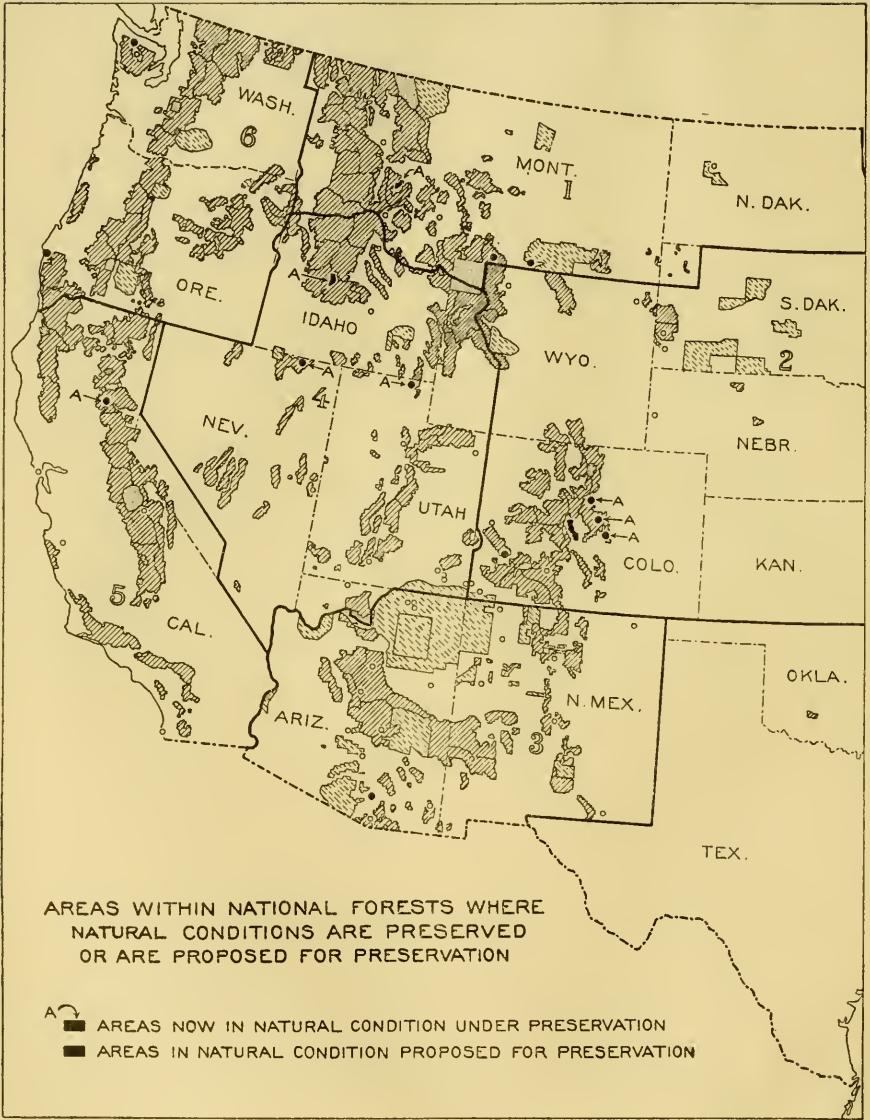 WASH.
6
A
MONT.
1
N. DAK.
ORE.
A
IDAHO
S. DAK.
2
WYO.
A
4
A
A
NEV.
NEBR.
UTAH
A
A
A
COLO.
KAN.
5
CAL.
OKLA.
N. MEX.
ARIZ.
3
TEX.
AREAS WITHIN NATIONAL FORESTS WHERE
NATURAL CONDITIONS ARE PRESERVED
OR ARE PROPOSED FOR PRESERVATION
A
AREAS NOW IN NATURAL CONDITION UNDER PRESERVATION
AREAS IN NATURAL CONDITION PROPOSED FOR PRESERVATION